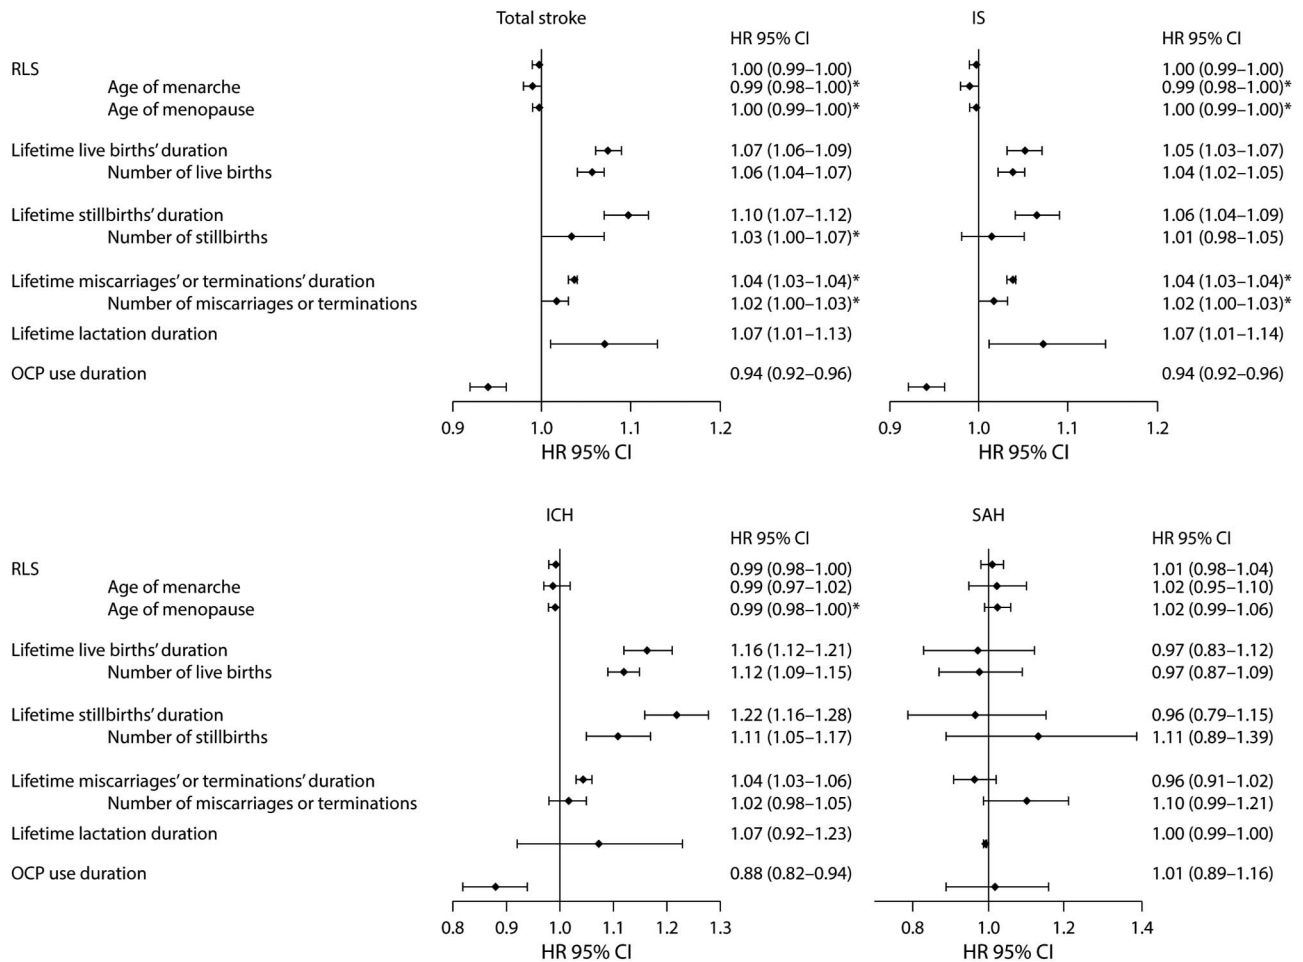 Total stroke
HR 95% CI
RLS 1.00 (0.99–1.00)
Age of menarche 0.99 (0.98–1.00)*
Age of menopause 1.00 (0.99–1.00)*
Lifetime live births' duration 1.07 (1.06–1.09)
Number of live births 1.06 (1.04–1.07)
Lifetime stillbirths' duration 1.10 (1.07–1.12)
Number of stillbirths 1.03 (1.00–1.07)*
Lifetime miscarriages' or terminations' duration 1.04 (1.03–1.04)*
Number of miscarriages or terminations 1.02 (1.00–1.03)*
Lifetime lactation duration 1.07 (1.01–1.13)
OCP use duration 0.94 (0.92–0.96)
0.9 1.0 1.1 1.2
HR 95% CI
IS
HR 95% CI
1.00 (0.99–1.00)
0.99 (0.98–1.00)*
1.00 (0.99–1.00)*
1.05 (1.03–1.07)
1.04 (1.02–1.05)
1.06 (1.04–1.09)
1.01 (0.98–1.05)
1.04 (1.03–1.04)*
1.02 (1.00–1.03)*
1.07 (1.01–1.14)
0.94 (0.92–0.96)
0.9 1.0 1.1 1.2
HR 95% CI
ICH
HR 95% CI
RLS 0.99 (0.98–1.00)
Age of menarche 0.99 (0.97–1.02)
Age of menopause 0.99 (0.98–1.00)*
Lifetime live births' duration 1.16 (1.12–1.21)
Number of live births 1.12 (1.09–1.15)
Lifetime stillbirths' duration 1.22 (1.16–1.28)
Number of stillbirths 1.11 (1.05–1.17)
Lifetime miscarriages' or terminations' duration 1.04 (1.03–1.06)
Number of miscarriages or terminations 1.02 (0.98–1.05)
Lifetime lactation duration 1.07 (0.92–1.23)
OCP use duration 0.88 (0.82–0.94)
0.8 0.9 1.0 1.1 1.2 1.3
HR 95% CI
SAH
HR 95% CI
1.01 (0.98–1.04)
1.02 (0.95–1.10)
1.02 (0.99–1.06)
0.97 (0.83–1.12)
0.97 (0.87–1.09)
0.96 (0.79–1.15)
1.11 (0.89–1.39)
0.96 (0.91–1.02)
1.10 (0.99–1.21)
1.00 (0.99–1.00)
1.01 (0.89–1.16)
0.8 1.0 1.2 1.4
HR 95% CI